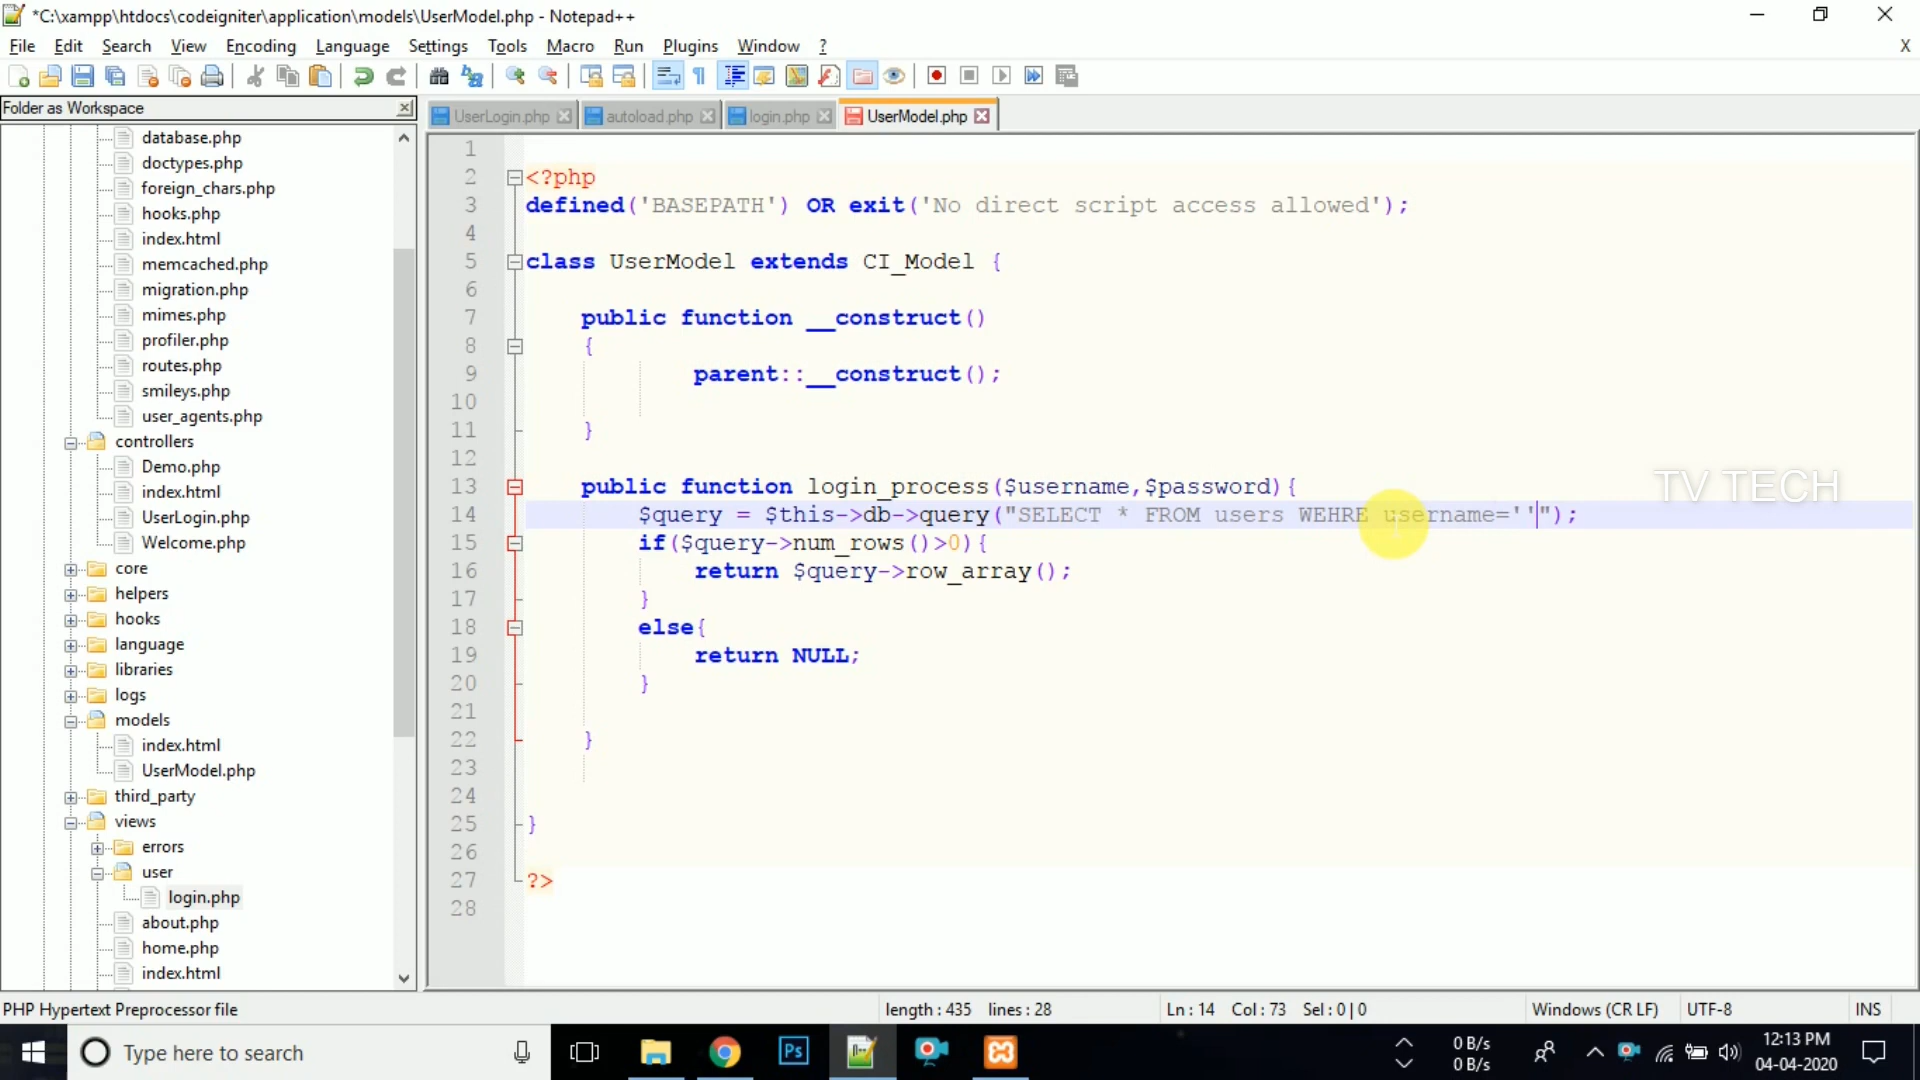 *C:\xampp\htdocs\codeigniter\application\models\UserModel.php - Notepad++
File Edit Search View Encoding Language Settings Tools Macro Run Plugins Window ? X
Folder as Workspace
UserLogin.php autoload.php login.php UserModel.php
database.php
doctypes.php
foreign_chars.php
hooks.php
index.html
memcached.php
migration.php
mimes.php
profiler.php
routes.php
smileys.php
user_agents.php
controllers
Demo.php
index.html
UserLogin.php
Welcome.php
core
helpers
hooks
language
libraries
logs
models
index.html
UserModel.php
third_party
views
errors
user
login.php
about.php
home.php
index.html
1
2 <?php
3 defined('BASEPATH') OR exit('No direct script access allowed');
4
5 class UserModel extends CI_Model {
6
7 public function __construct()
8 {
9 parent::__construct();
10
11 }
12
13 public function login_process($username,$password){
14 $query = $this->db->query("SELECT * FROM users WEHRE username=''");
15 if($query->num_rows()>0){
16 return $query->row_array();
17 }
18 else{
19 return NULL;
20 }
21
22 }
23
24
25 }
26
27 ?>
28
TV TECH
PHP Hypertext Preprocessor file length : 435 lines : 28 Ln : 14 Col : 73 Sel : 0 | 0 Windows (CR LF) UTF-8 INS
Type here to search
Ps
0 B/s
0 B/s
12:13 PM
04-04-2020